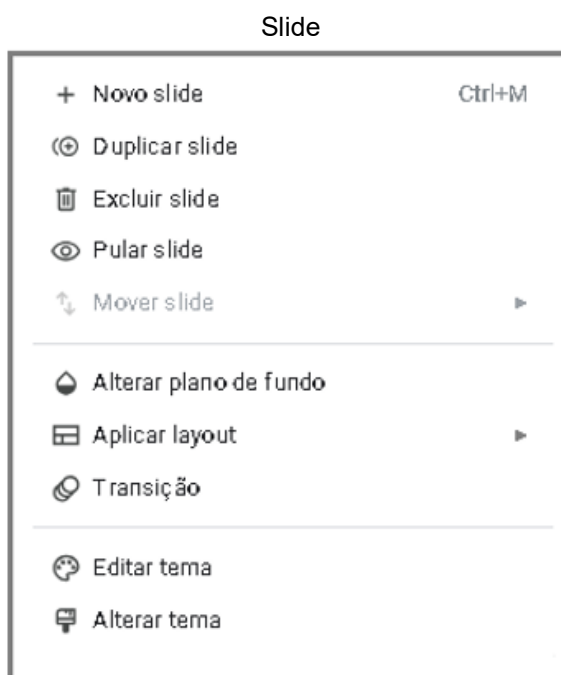 Slide
Novo slide Ctrl+M
Duplicar slide
Excluir slide
Pular slide
Mover slide
Alterar plano de fundo
Aplicar layout
Transição
Editar tema
Alterar tema